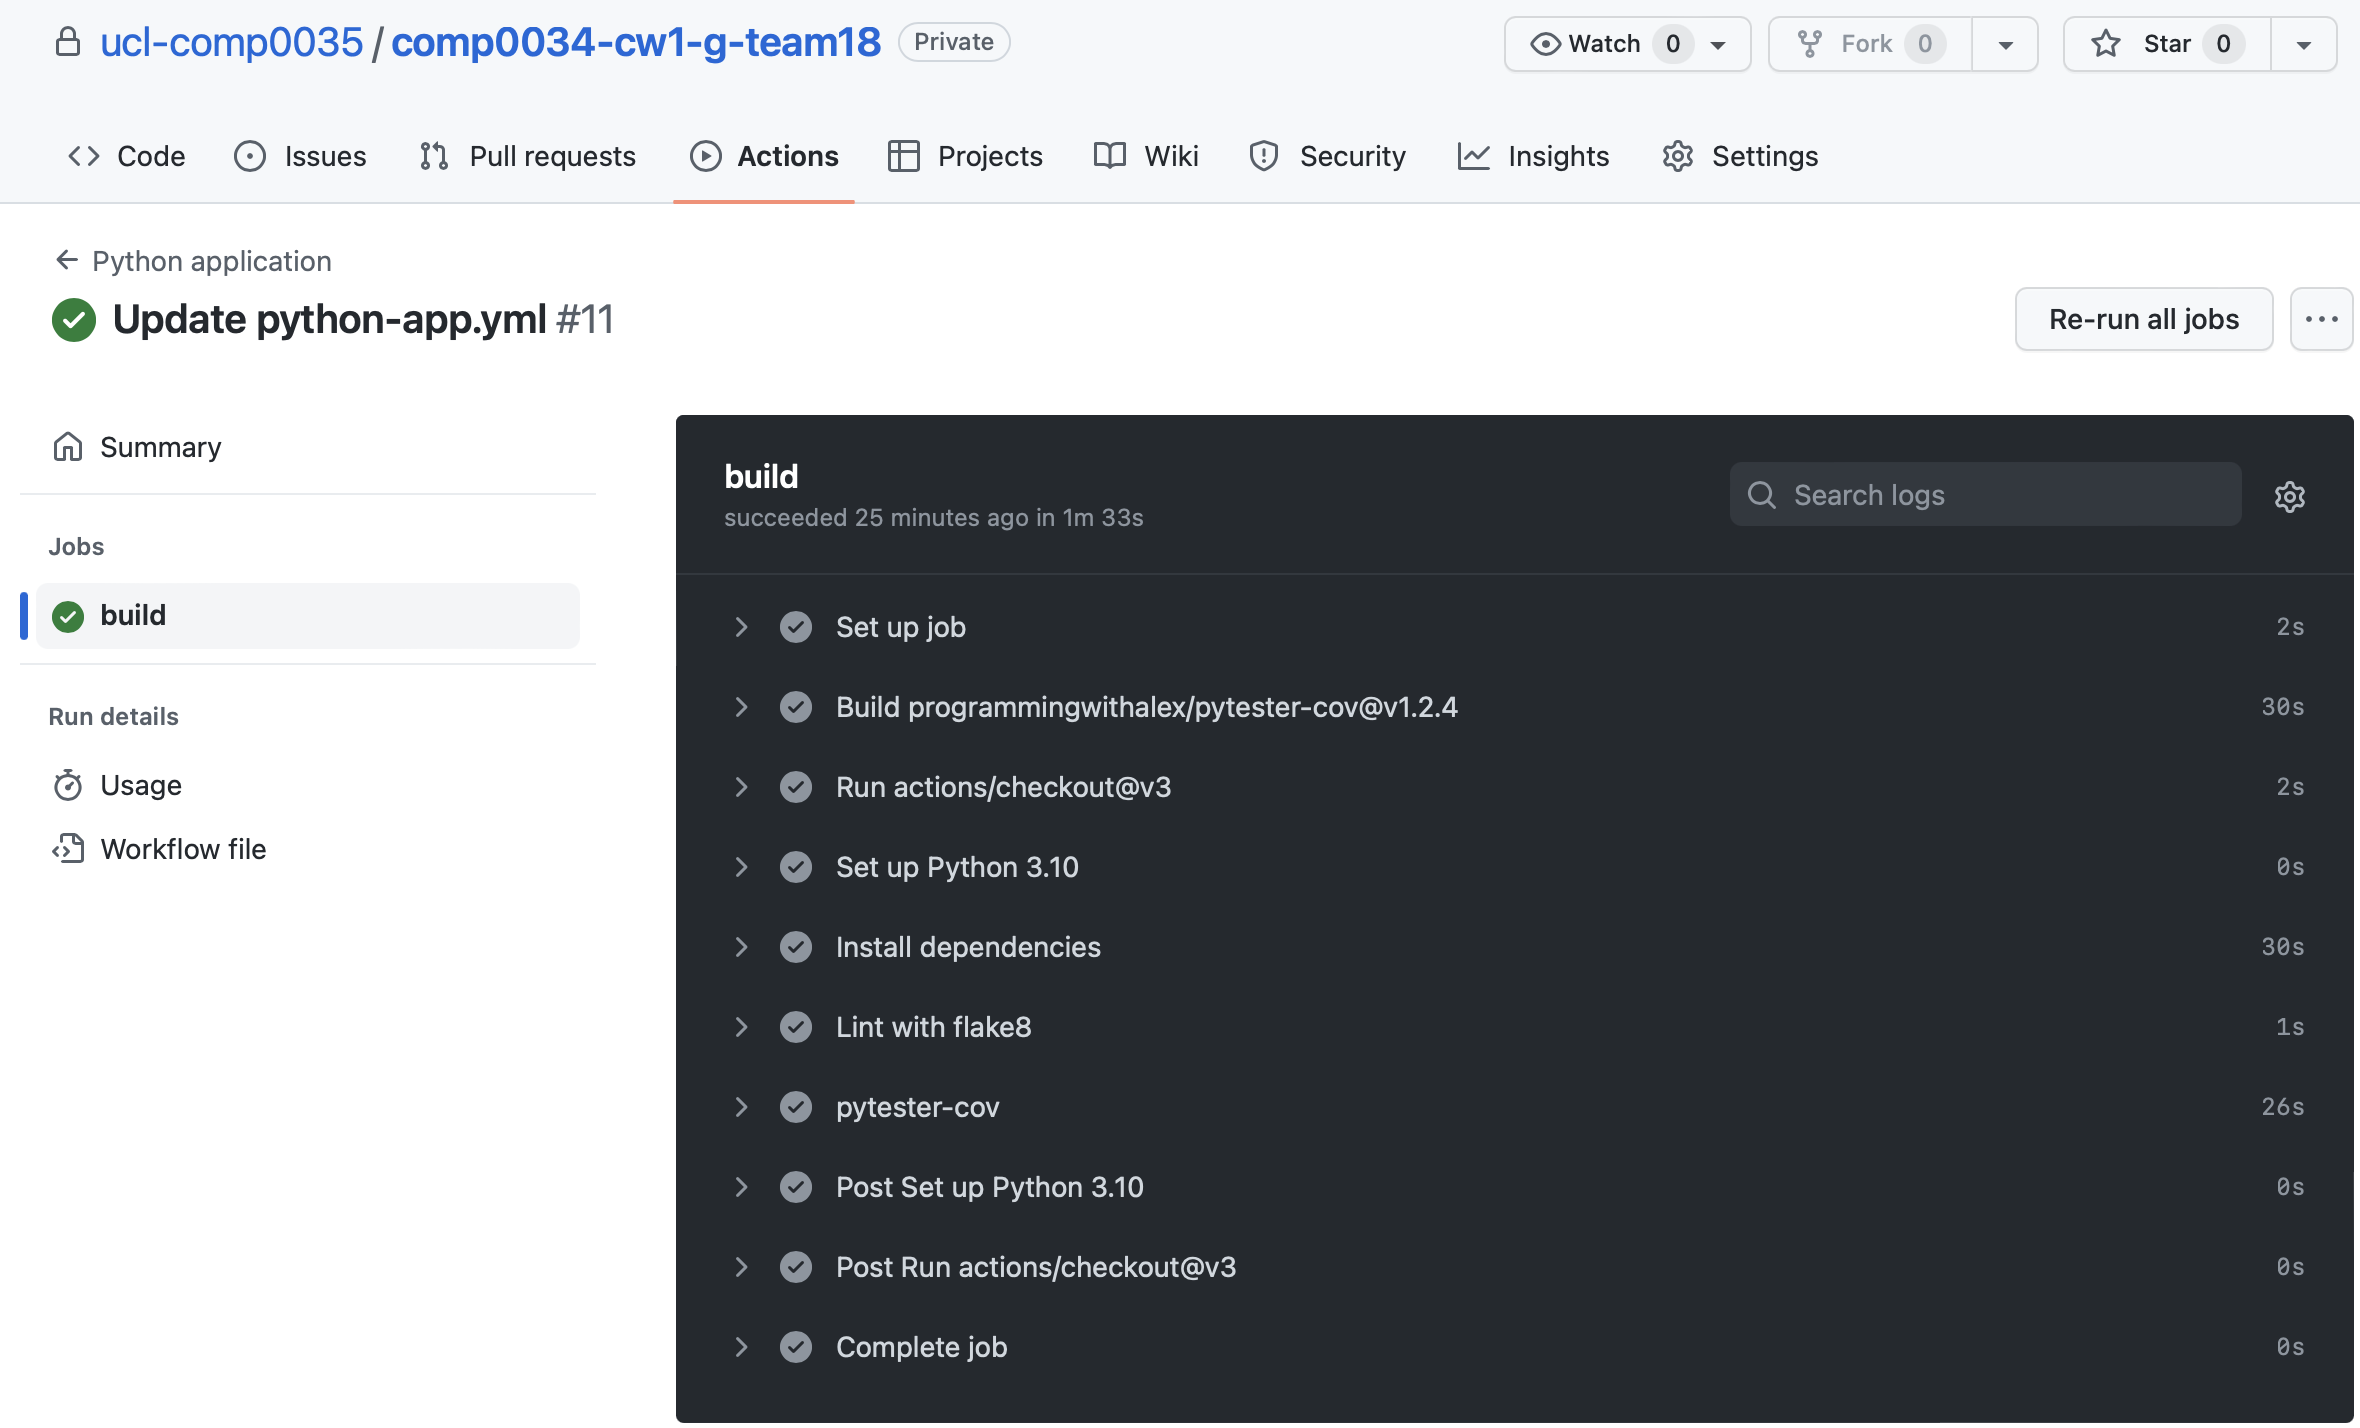 ucl-comp0035 / comp0034-cw1-g-team18 Private Watch 0 Fork 0 Star 0
Code Issues Pull requests Actions Projects Wiki Security Insights Settings
← Python application
Update python-app.yml #11
Re-run all jobs
Summary
Jobs
build
Run details
Usage
Workflow file
build
succeeded 25 minutes ago in 1m 33s
Search logs
Set up job 2s
Build programmingwithalex/pytester-cov@v1.2.4 30s
Run actions/checkout@v3 2s
Set up Python 3.10 0s
Install dependencies 30s
Lint with flake8 1s
pytester-cov 26s
Post Set up Python 3.10 0s
Post Run actions/checkout@v3 0s
Complete job 0s